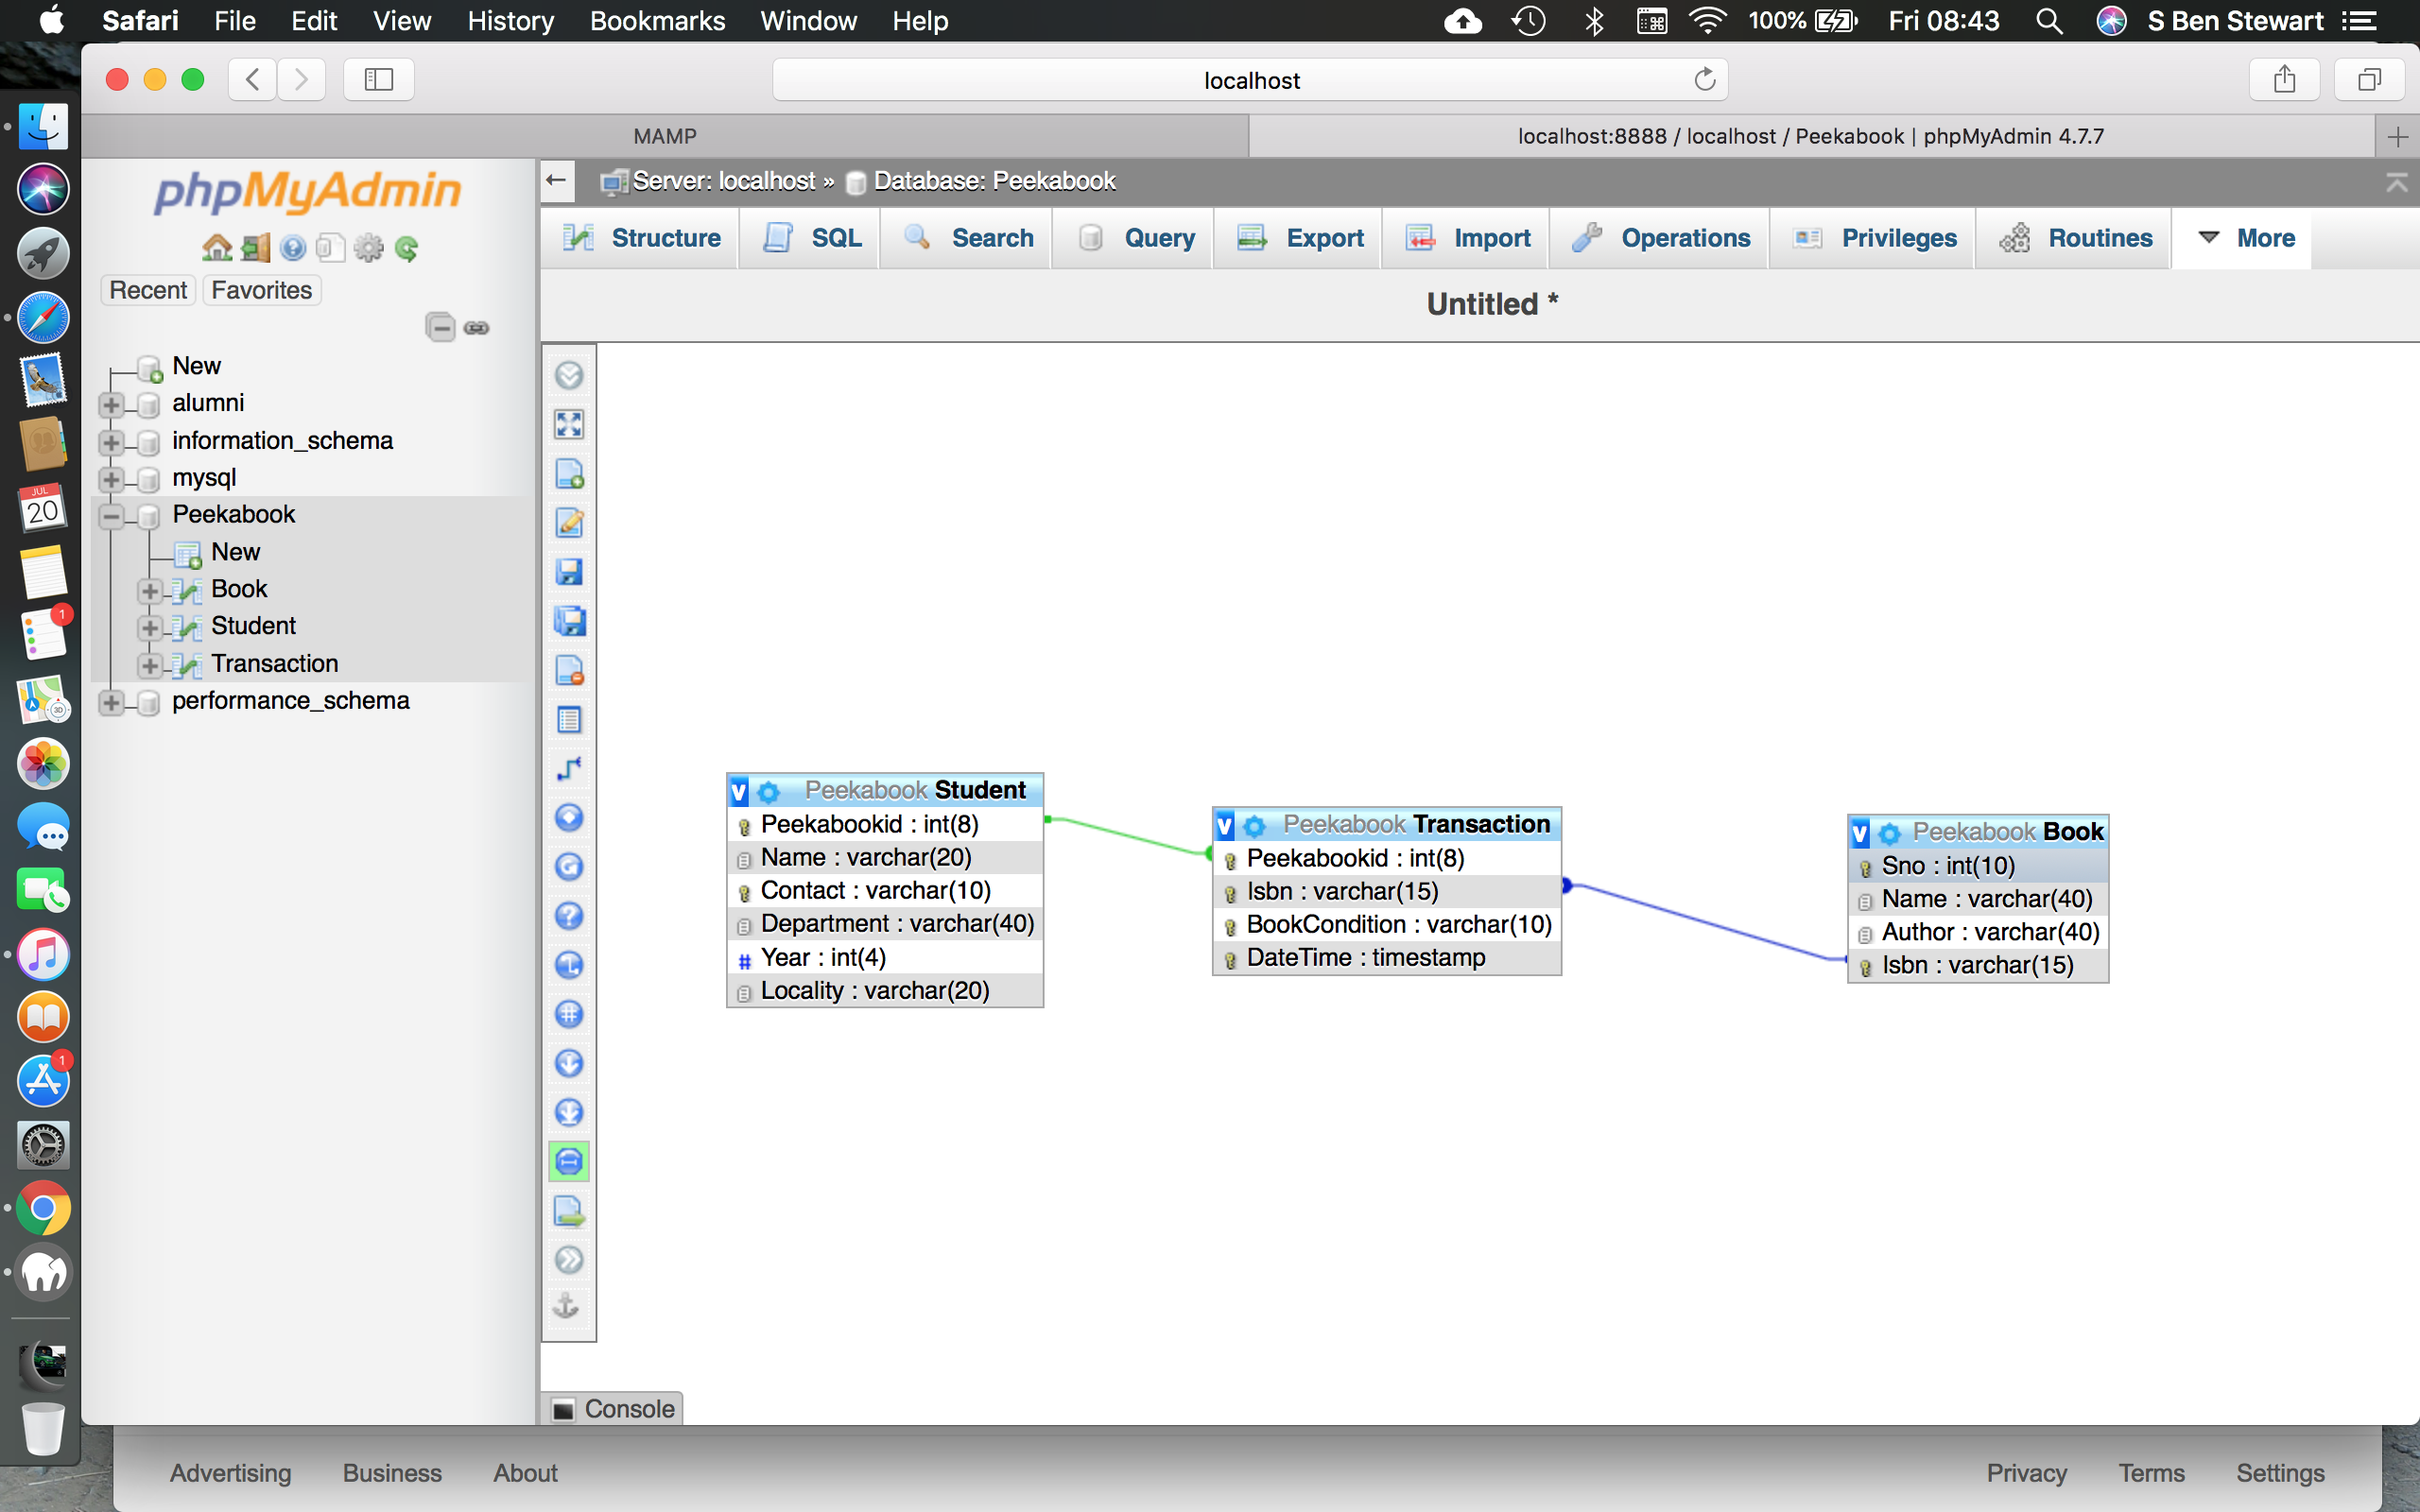 Safari File Edit View History Bookmarks Window Help 100% Fri 08:43 S Ben Stewart
localhost
MAMP
localhost:8888 / localhost / Peekabook | phpMyAdmin 4.7.7
phpMyAdmin
Server: localhost » Database: Peekabook
Structure SQL Search Query Export Import Operations Privileges Routines More
Recent Favorites
Untitled *
New
alumni
information_schema
mysql
Peekabook
New
Book
Student
Transaction
performance_schema
JUL
20
1
3D
1
V Peekabook Student
Peekabookid : int(8)
Name : varchar(20)
Contact : varchar(10)
Department : varchar(40)
# Year : int(4)
Locality : varchar(20)
V Peekabook Transaction
Peekabookid : int(8)
Isbn : varchar(15)
BookCondition : varchar(10)
DateTime : timestamp
V Peekabook Book
Sno : int(10)
Name : varchar(40)
Author : varchar(40)
Isbn : varchar(15)
Console
Advertising Business About Privacy Terms Settings